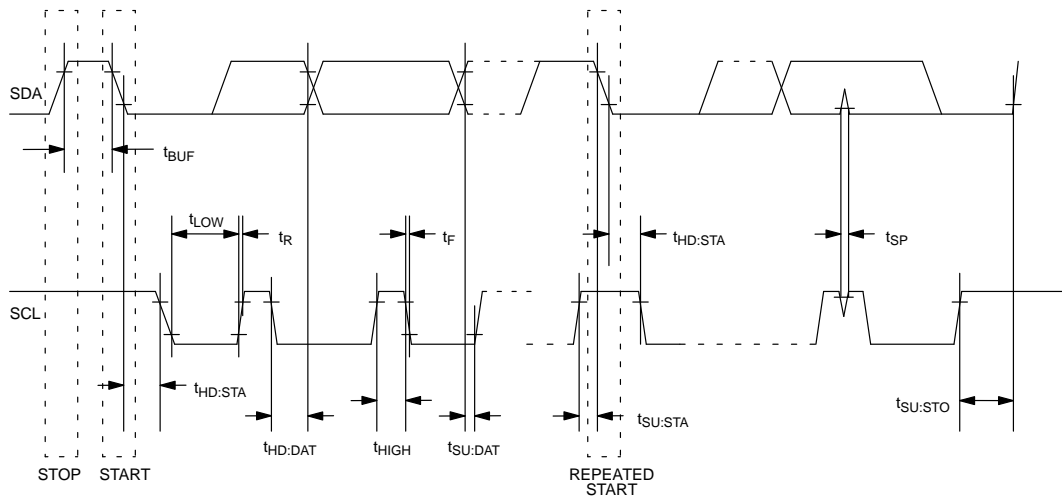 SDA
tBUF
tLOW
tR
tF
tHD:STA
tSP
SCL
tHD:STA
tSU:STA
tSU:STO
tHD:DAT
tHIGH
tSU:DAT
STOP
START
REPEATED
START